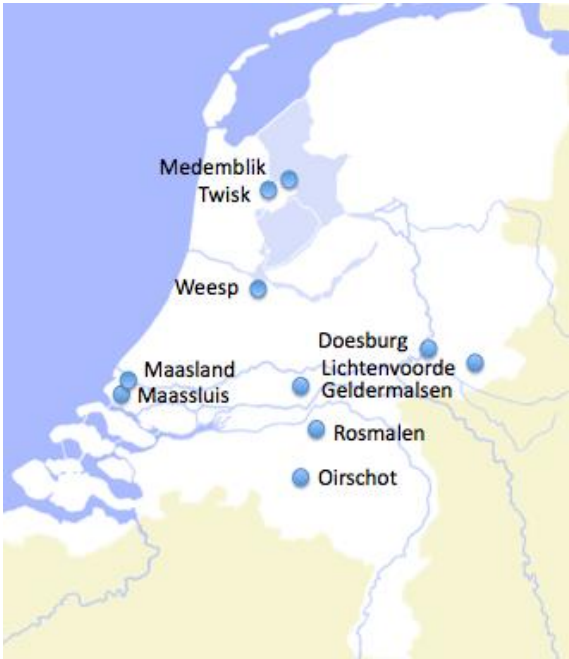 Medemblik
Twisk
Weesp
Doesburg
Lichtenvoorde
Geldermalsen
Maasland
Maassluis
Rosmalen
Oirschot